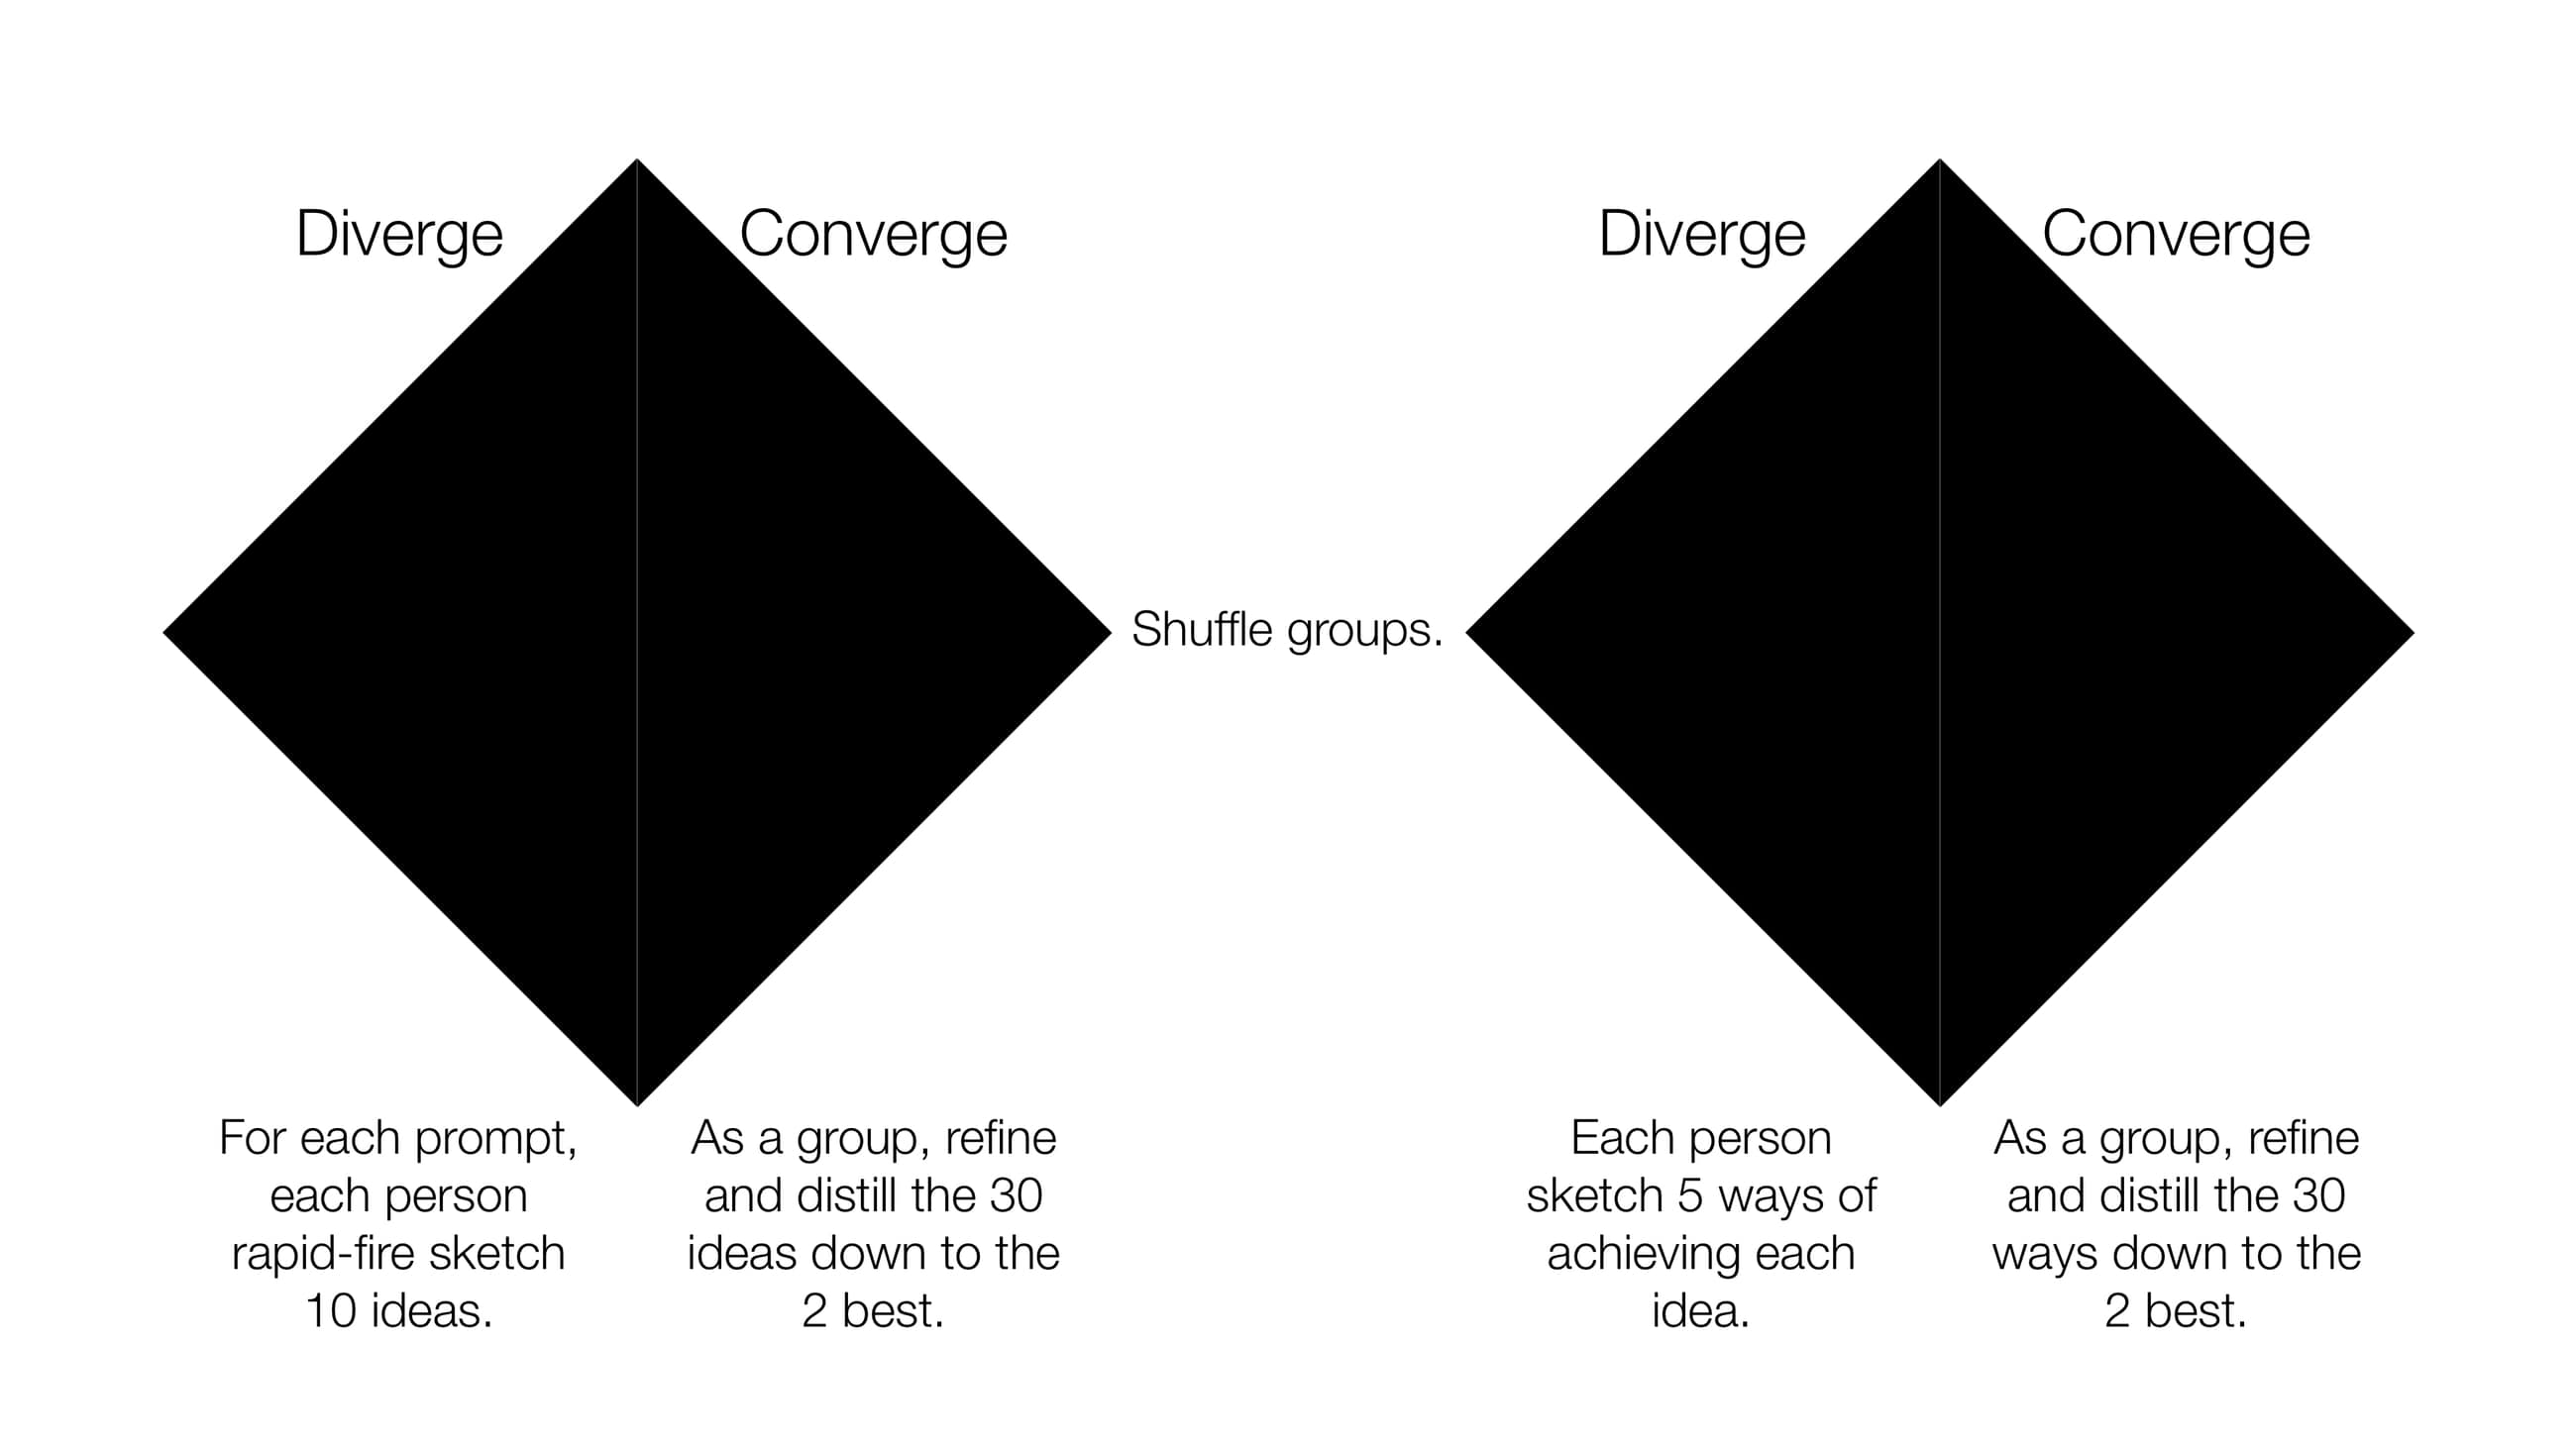 Diverge
Converge
For each prompt,
each person
rapid-fire sketch
10 ideas.
As a group, refine
and distill the 30
ideas down to the
2 best.
Shuffle groups.
Diverge
Converge
Each person
sketch 5 ways of
achieving each
idea.
As a group, refine
and distill the 30
ways down to the
2 best.